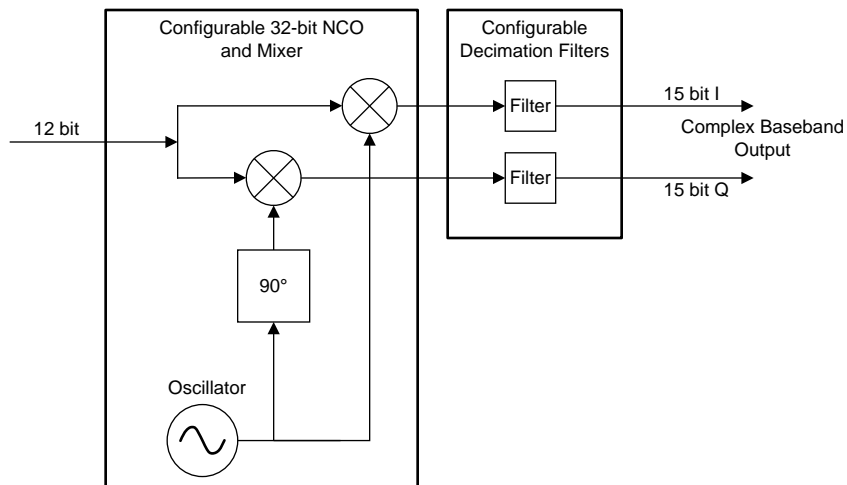 Configurable 32-bit NCO
and Mixer
Configurable
Decimation Filters
12 bit
Filter
15 bit I
Complex Baseband
Output
Filter
15 bit Q
90°
Oscillator